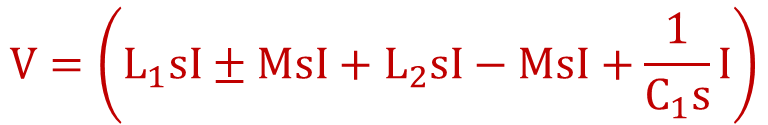 V = (L₁sI ± MsI + L₂sI − MsI + 1/(C₁s) I)